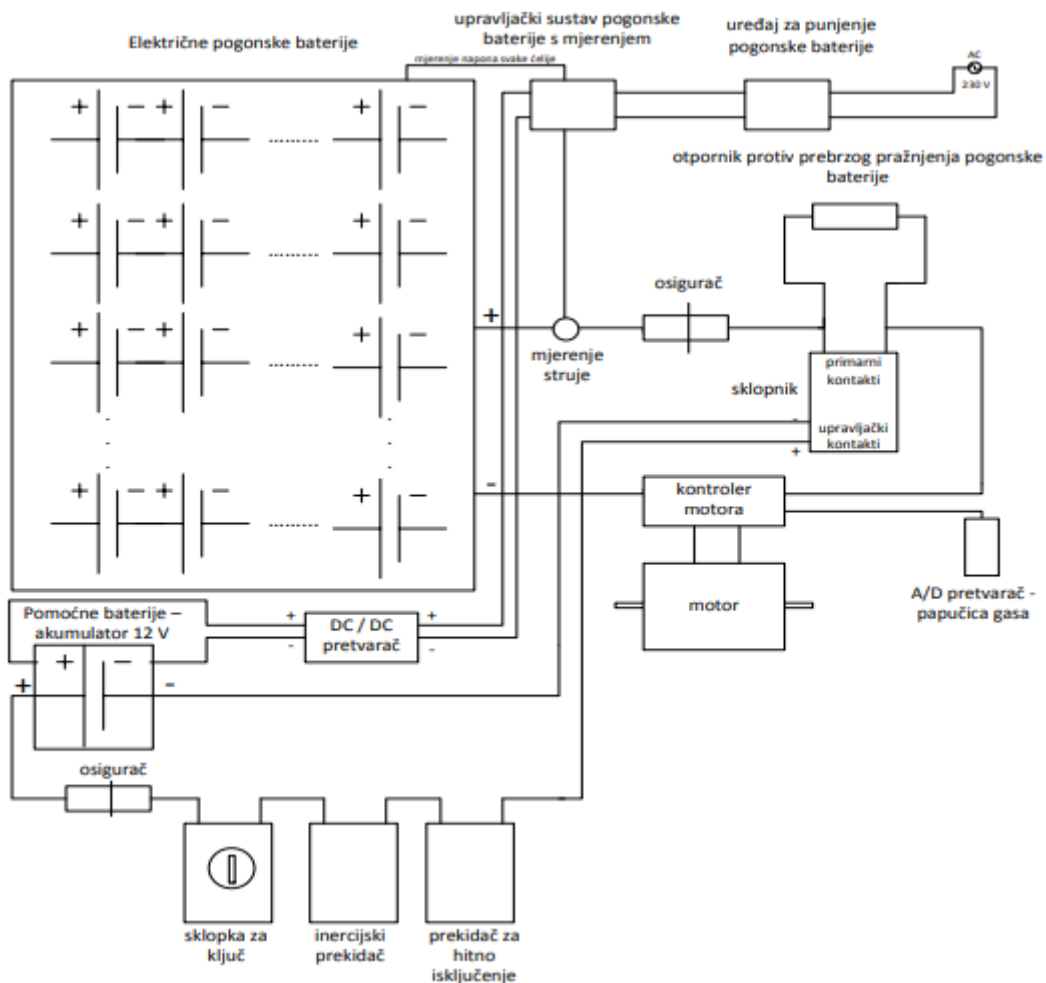 Električne pogonske baterije
upravljački sustav pogonske
baterije s mjerenjem
uređaj za punjenje
pogonske baterije
mjerenje napona svake ćelije
AC
230 V
otpornik protiv prebrzog pražnjenja pogonske
baterije
+ − + − ......... + −
+ − + − ......... + −
+ − + − ......... + −
+ − + − ......... + −
+
-
mjerenje
struje
osigurač
sklopnik
primarni
kontakti
-
upravljački
kontakti
+
kontroler
motora
motor
A/D pretvarač -
papučica gasa
Pomoćne baterije –
akumulator 12 V
+ −
+ -
+ +
- -
DC / DC
pretvarač
osigurač
sklopka za
ključ
inercijski
prekidač
prekidač za
hitno
isključenje